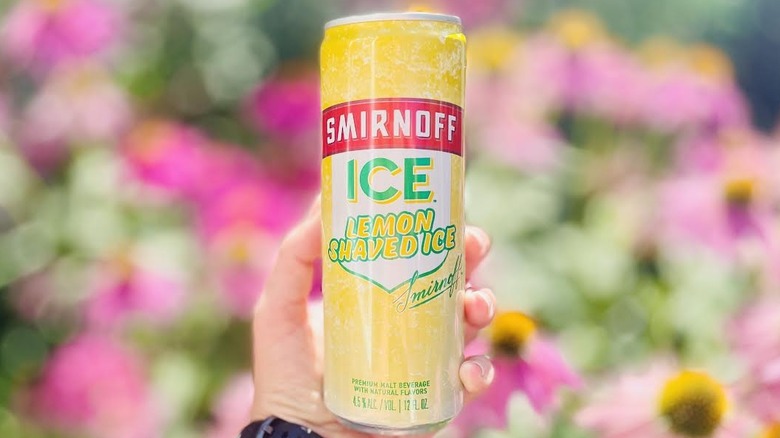 SMIRNOFF
ICE
LEMON
SHAVED ICE
Smirnoff
PREMIUM MALT BEVERAGE
WITH NATURAL FLAVORS
4.5% ALC / VOL. | 12 FL. OZ.